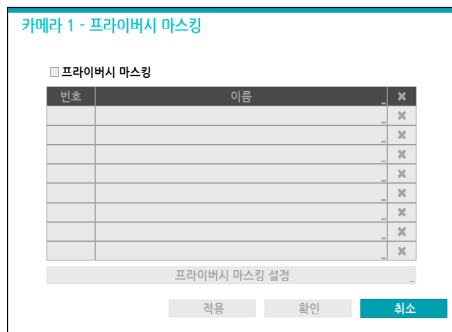 카메라 1 - 프라이버시 마스킹
프라이버시 마스킹
번호 이름
프라이버시 마스킹 설정
적용 확인 취소